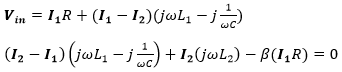 V_in = I_1R + (I_1 − I_2)(jωL_1 − j 1/ωC)
(I_2 − I_1)(jωL_1 − j 1/ωC) + I_2(jωL_2) − β(I_1R) = 0